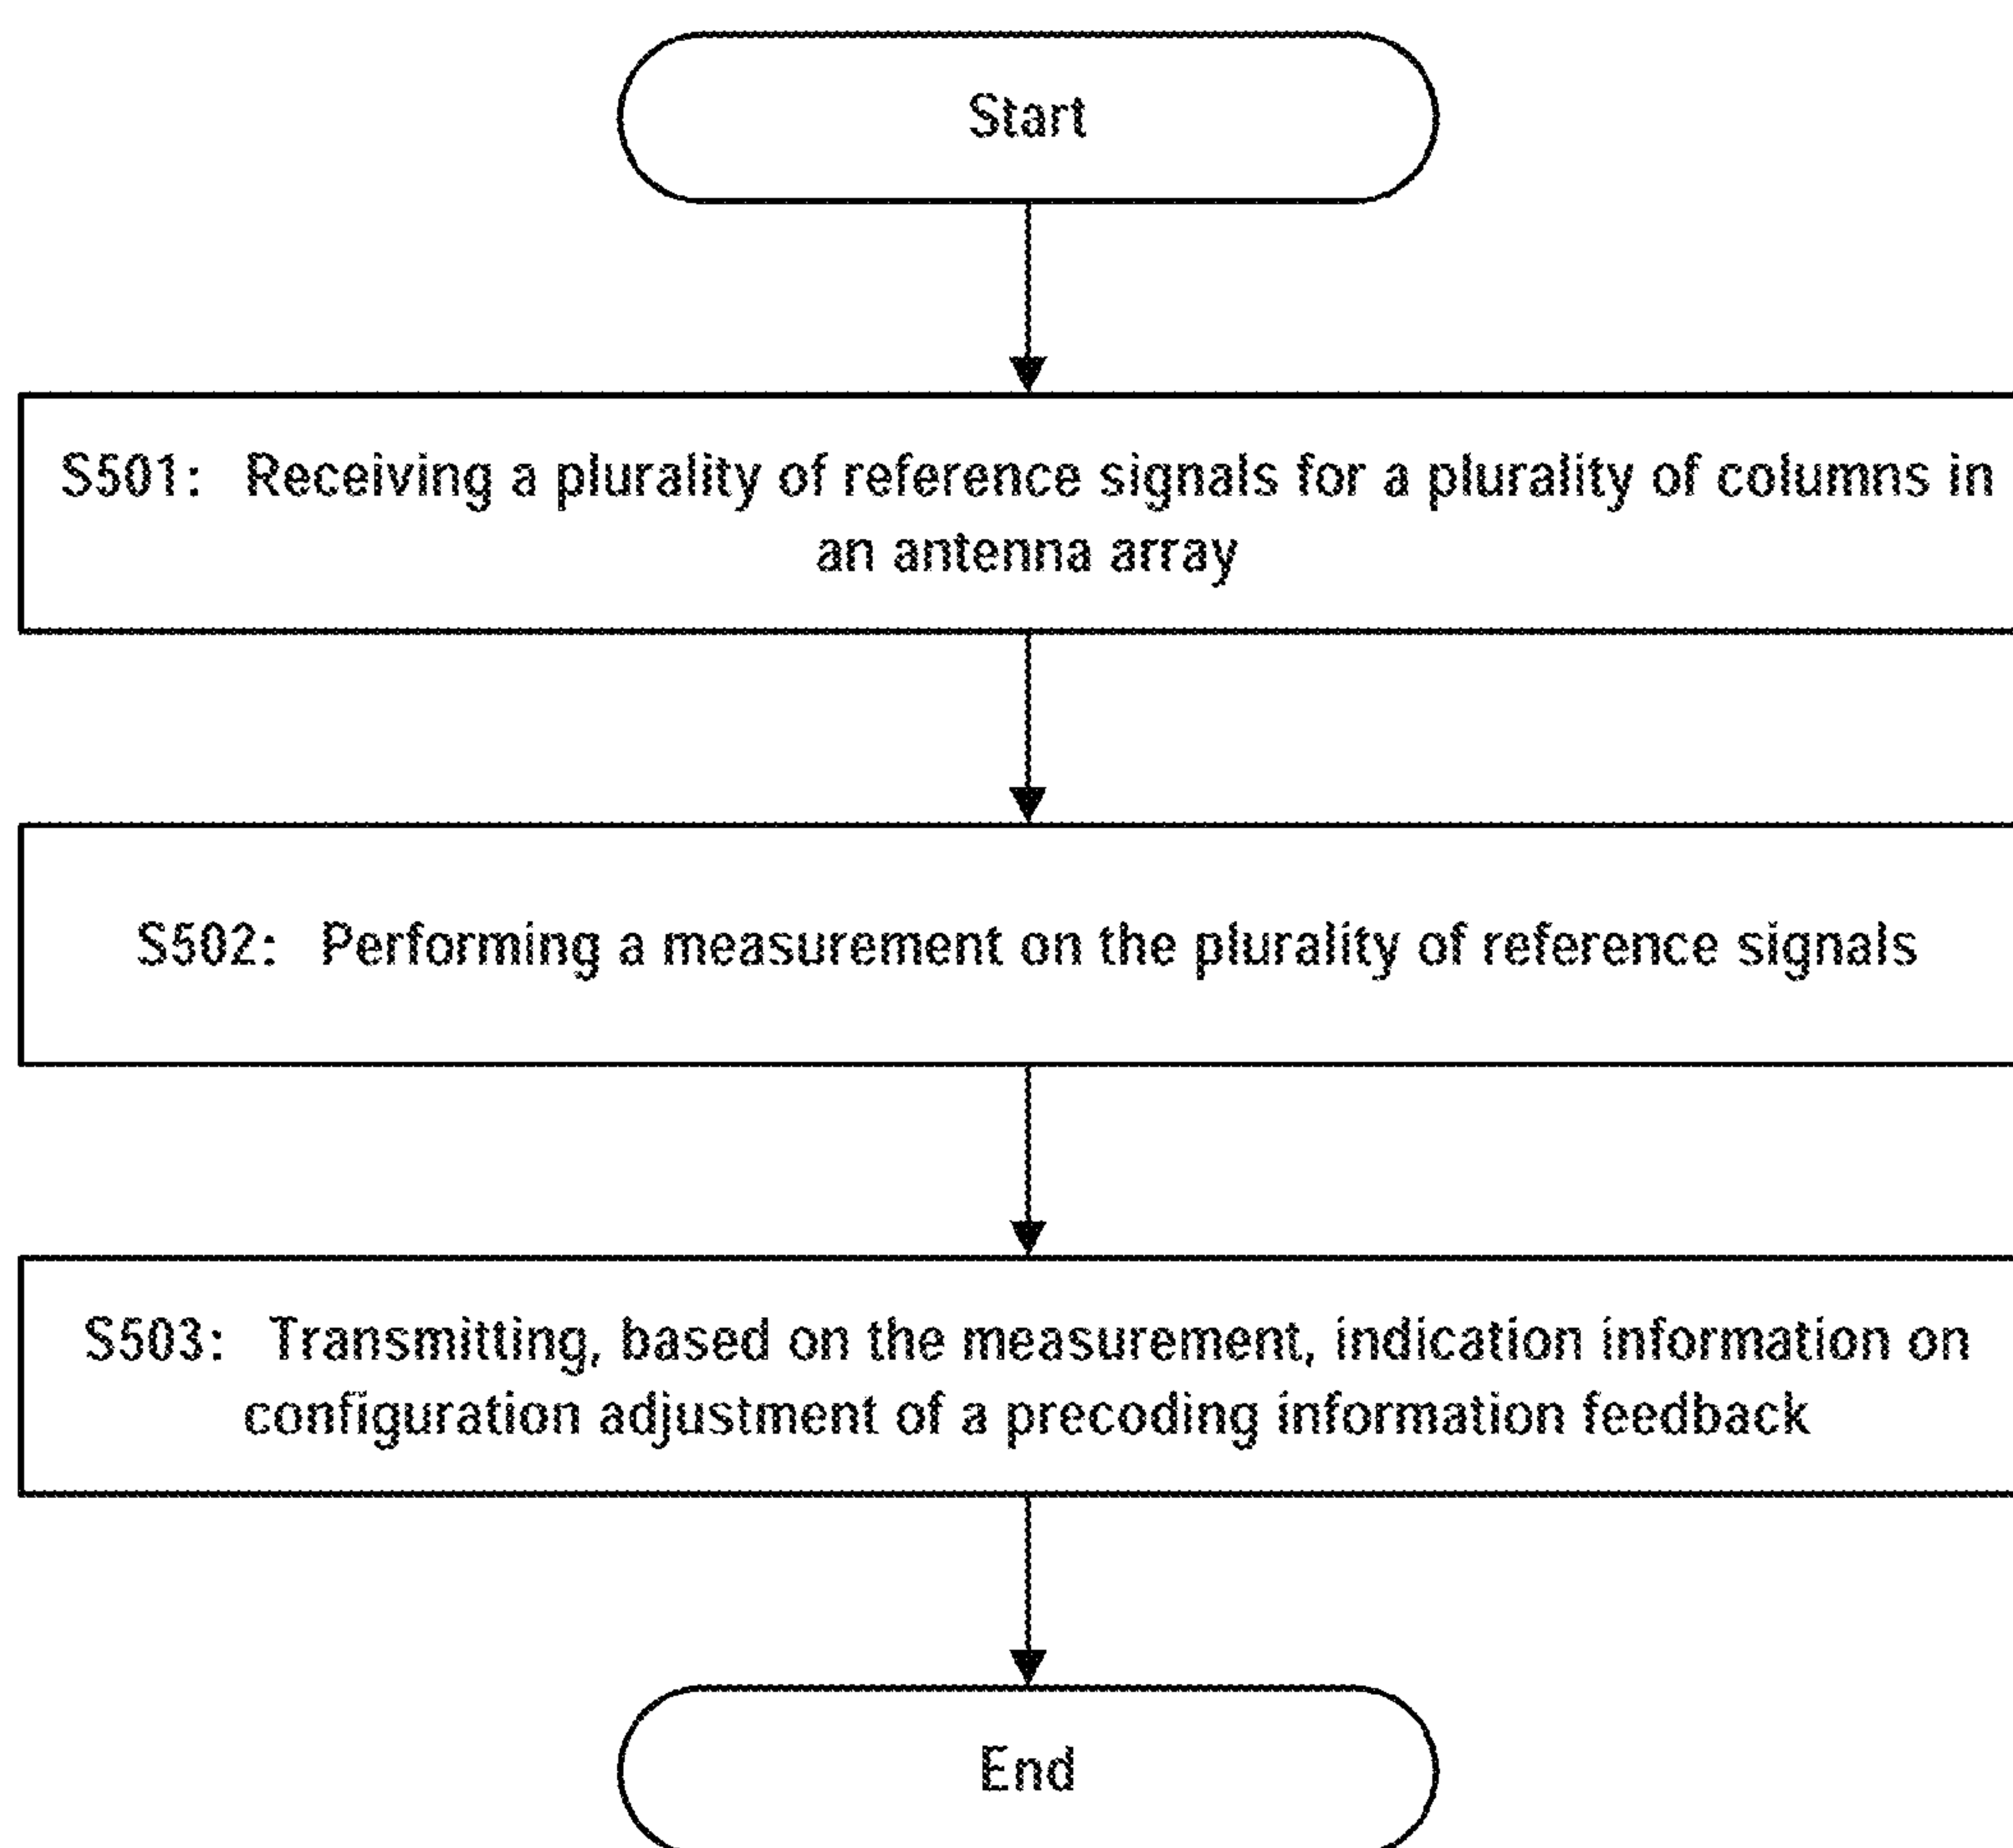 Start
S501: Receiving a plurality of reference signals for a plurality of columns in
an antenna array
S502: Performing a measurement on the plurality of reference signals
S503: Transmitting, based on the measurement, indication information on
configuration adjustment of a precoding information feedback
End